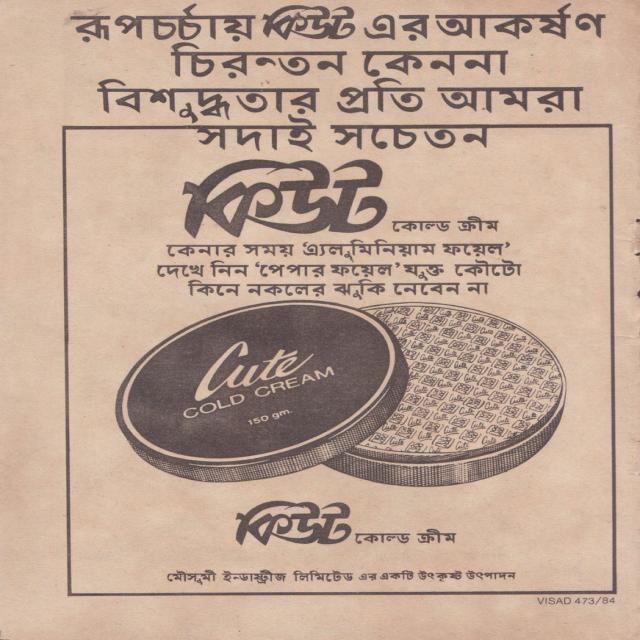 রূপচর্চায় কিউট এর আকর্ষণ
চিরন্তন কেননা
বিশুদ্ধতার প্রতি আমরা
সদাই সচেতন
কিউট কোল্ড ক্রীম
কেনার সময় 'এ্যলুমিনিয়াম ফয়েল'
দেখে নিন 'পেপার ফয়েল' যুক্ত কৌটো
কিনে নকলের ঝুকি নেবেন না
Cute
COLD CREAM
150 gm.
কিউট কোল্ড ক্রীম
মৌসুমী ইন্ডাষ্ট্রীজ লিমিটেড এর একটি উৎকৃষ্ট উৎপাদন
VISAD 473/84